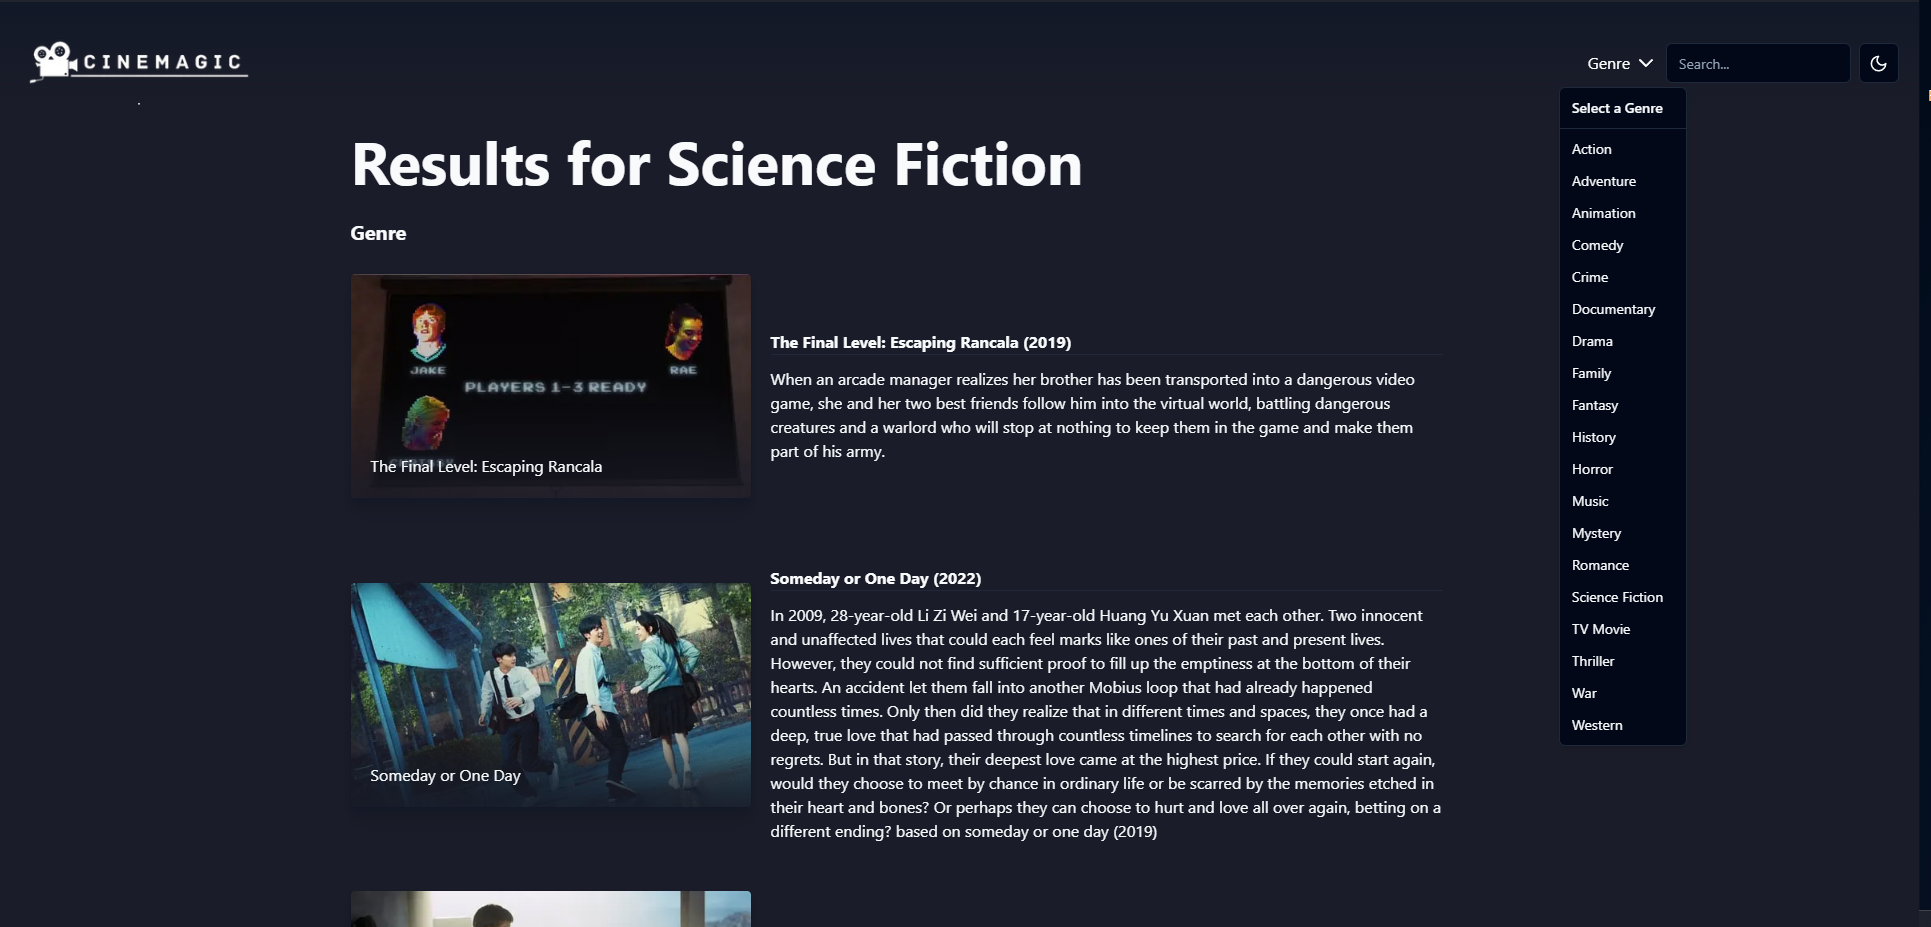 CINEMAGIC
Genre
Search...
Select a Genre
Action
Adventure
Animation
Comedy
Crime
Documentary
Drama
Family
Fantasy
History
Horror
Music
Mystery
Romance
Science Fiction
TV Movie
Thriller
War
Western
Results for Science Fiction
Genre
JAKE
RAE
PLAYERS 1-3 READY
The Final Level: Escaping Rancala
The Final Level: Escaping Rancala (2019)
When an arcade manager realizes her brother has been transported into a dangerous video
game, she and her two best friends follow him into the virtual world, battling dangerous
creatures and a warlord who will stop at nothing to keep them in the game and make them
part of his army.
Someday or One Day
Someday or One Day (2022)
In 2009, 28-year-old Li Zi Wei and 17-year-old Huang Yu Xuan met each other. Two innocent
and unaffected lives that could each feel marks like ones of their past and present lives.
However, they could not find sufficient proof to fill up the emptiness at the bottom of their
hearts. An accident let them fall into another Mobius loop that had already happened
countless times. Only then did they realize that in different times and spaces, they once had a
deep, true love that had passed through countless timelines to search for each other with no
regrets. But in that story, their deepest love came at the highest price. If they could start again,
would they choose to meet by chance in ordinary life or be scarred by the memories etched in
their heart and bones? Or perhaps they can choose to hurt and love all over again, betting on a
different ending? based on someday or one day (2019)